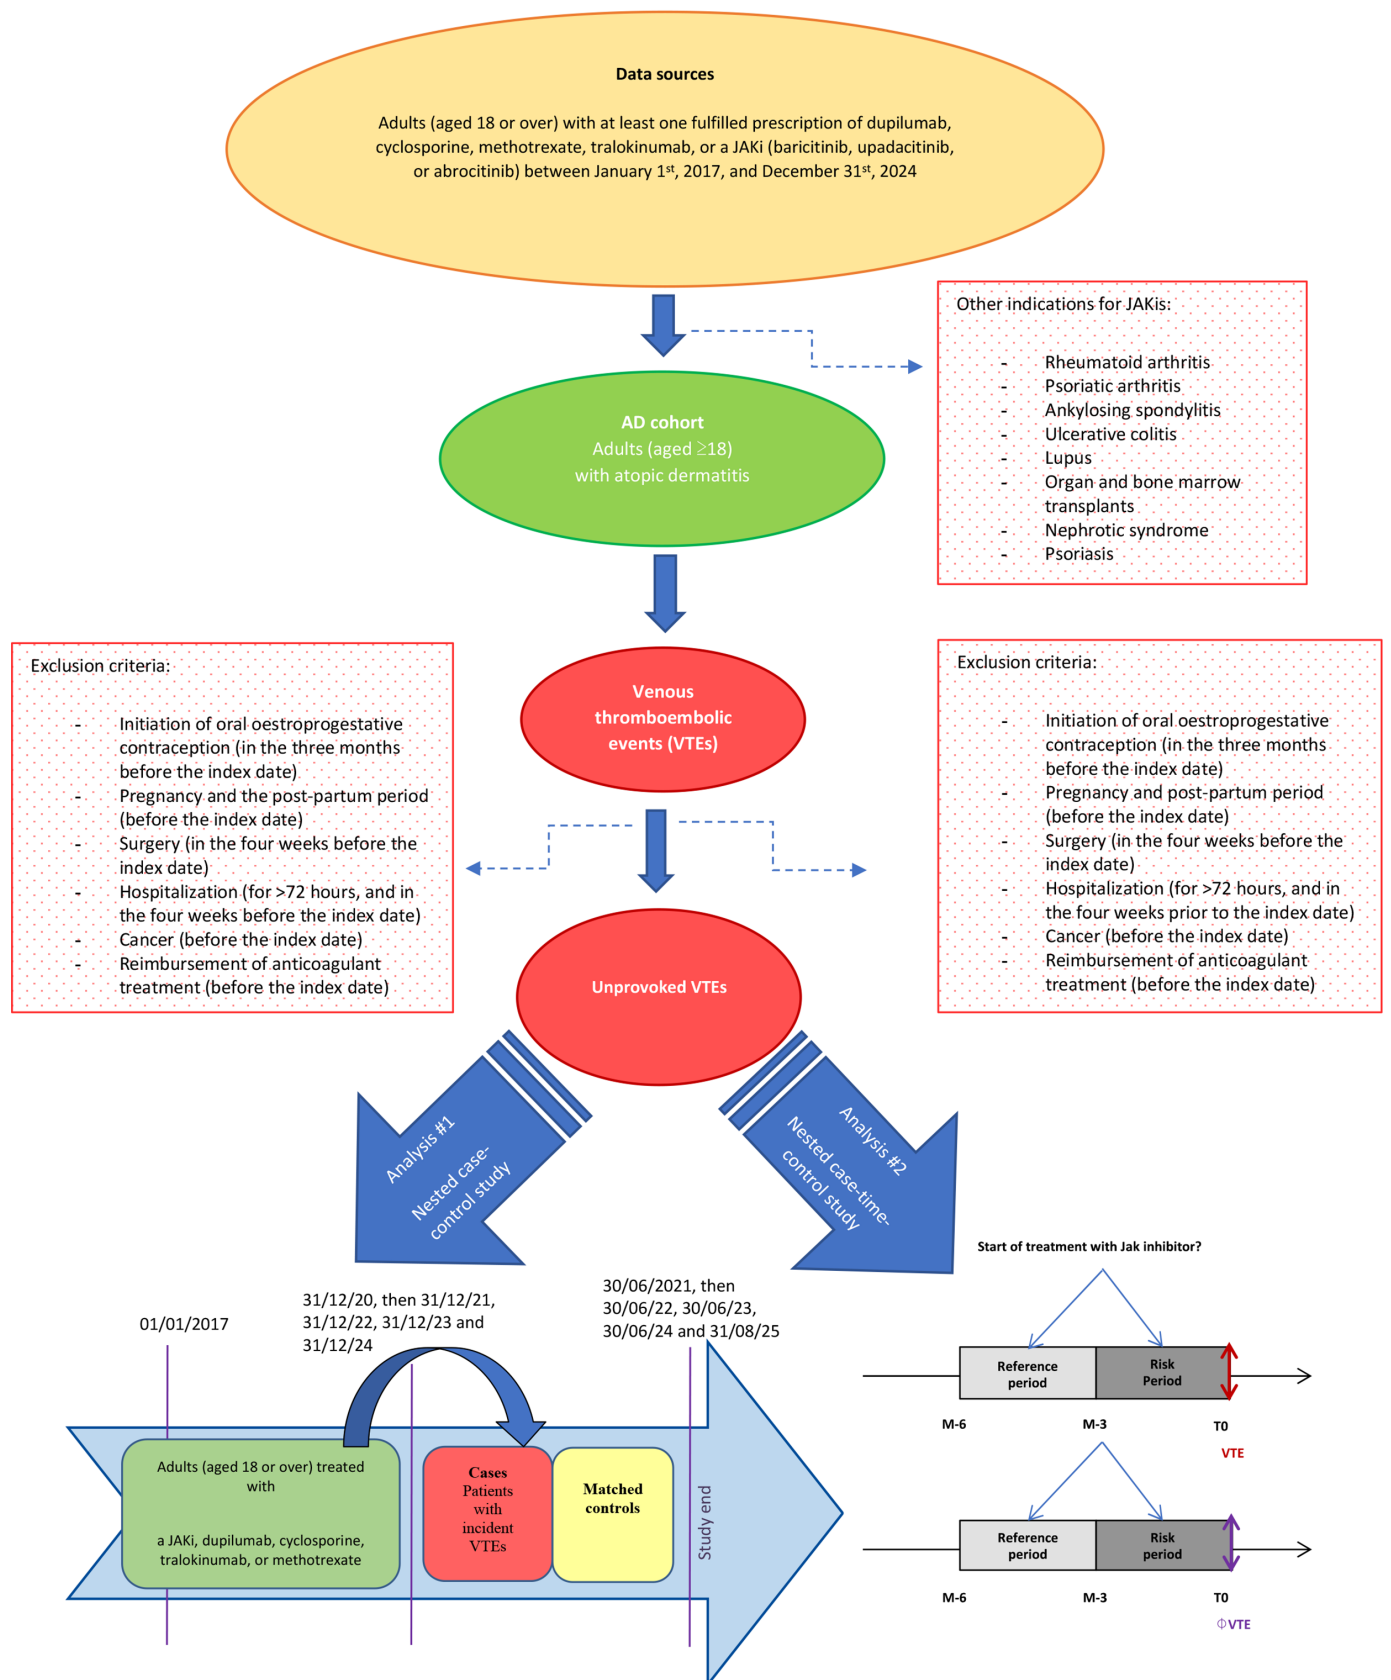 Data sources
Adults (aged 18 or over) with at least one fulfilled prescription of dupilumab,
cyclosporine, methotrexate, tralokinumab, or a JAKi (baricitinib, upadacitinib,
or abrocitinib) between January 1st, 2017, and December 31st, 2024
Other indications for JAKis:
- Rheumatoid arthritis
- Psoriatic arthritis
- Ankylosing spondylitis
- Ulcerative colitis
- Lupus
- Organ and bone marrow
transplants
- Nephrotic syndrome
- Psoriasis
AD cohort
Adults (aged ≥18)
with atopic dermatitis
Venous
thromboembolic
events (VTEs)
Exclusion criteria:
- Initiation of oral oestroprogestative
contraception (in the three months
before the index date)
- Pregnancy and the post-partum period
(before the index date)
- Surgery (in the four weeks before the
index date)
- Hospitalization (for >72 hours, and in
the four weeks before the index date)
- Cancer (before the index date)
- Reimbursement of anticoagulant
treatment (before the index date)
Exclusion criteria:
- Initiation of oral oestroprogestative
contraception (in the three months
before the index date)
- Pregnancy and post-partum period
(before the index date)
- Surgery (in the four weeks before the
index date)
- Hospitalization (for >72 hours, and in
the four weeks prior to the index date)
- Cancer (before the index date)
- Reimbursement of anticoagulant
treatment (before the index date)
Unprovoked VTEs
Analysis #1
Nested case-
control study
Analysis #2
Nested case-time-
control study
01/01/2017
31/12/20, then 31/12/21,
31/12/22, 31/12/23 and
31/12/24
30/06/2021, then
30/06/22, 30/06/23,
30/06/24 and 31/08/25
Adults (aged 18 or over) treated
with
a JAKi, dupilumab, cyclosporine,
tralokinumab, or methotrexate
Cases
Patients
with
incident
VTEs
Matched
controls
Study end
Start of treatment with Jak inhibitor?
Reference
period
Risk
Period
M-6
M-3
T0
VTE
Reference
period
Risk
period
M-6
M-3
T0
ΦVTE